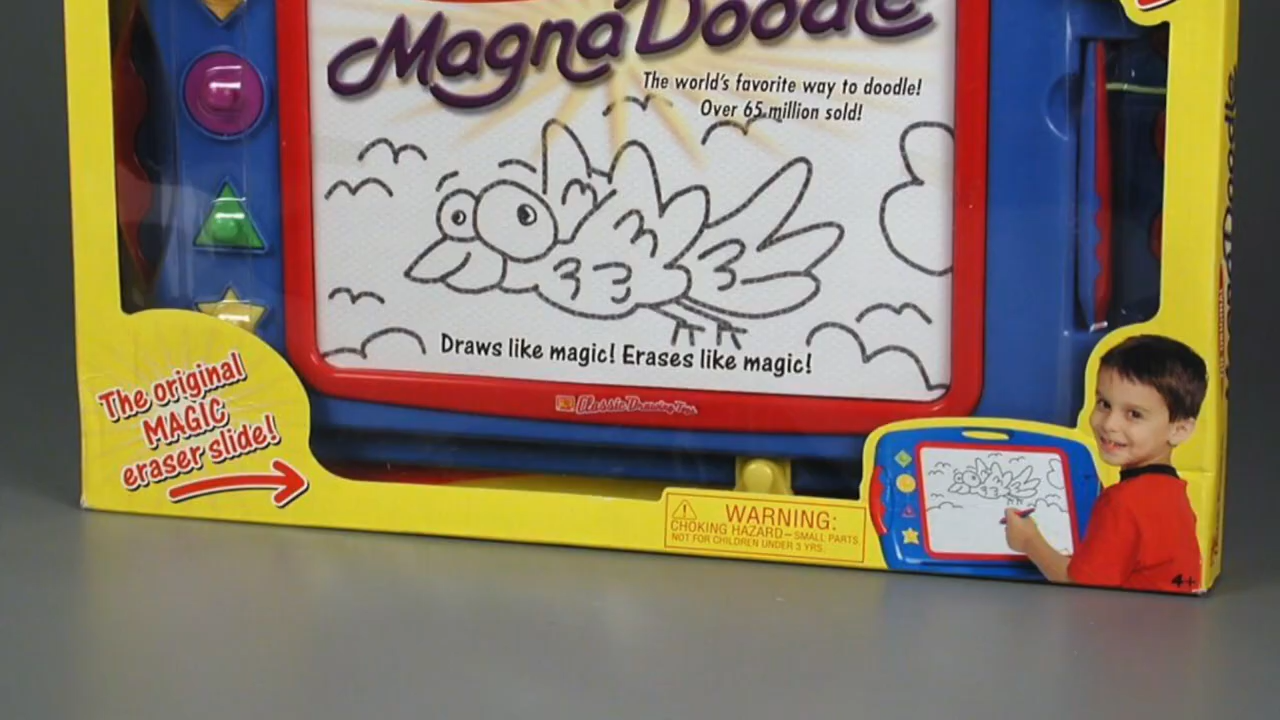 Magna Doodle
The world's favorite way to doodle!
Over 65 million sold!
Draws like magic! Erases like magic!
Classic Drawing Toy
The original
MAGIC
eraser slide!
WARNING:
CHOKING HAZARD–SMALL PARTS
NOT FOR CHILDREN UNDER 3 YRS.
4+